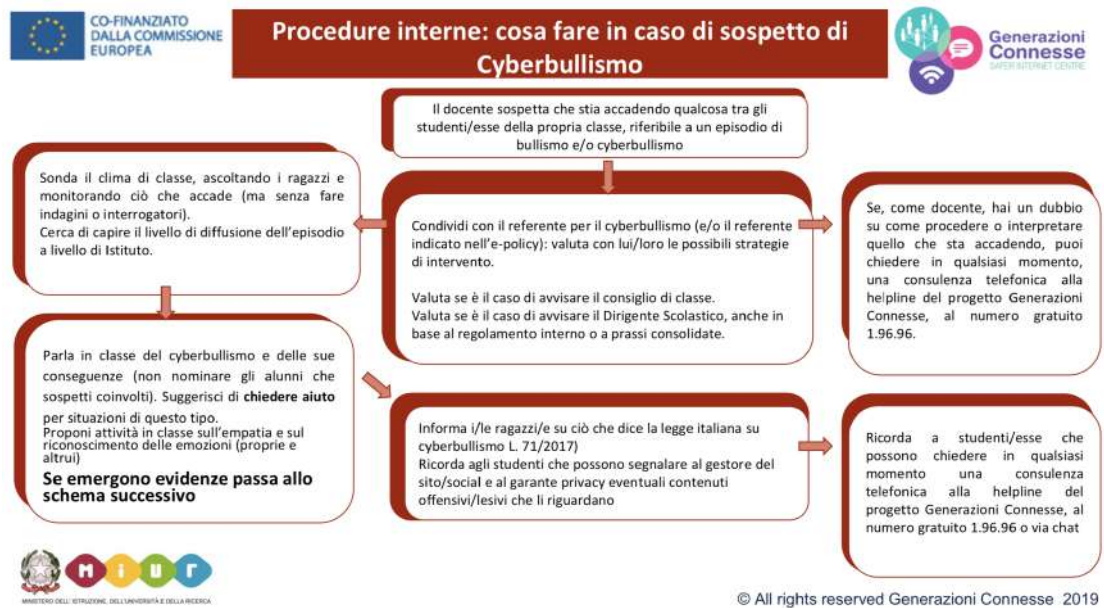 CO-FINANZIATO
DALLA COMMISSIONE
EUROPEA
Procedure interne: cosa fare in caso di sospetto di
Cyberbullismo
Generazioni
Connesse
SAFER INTERNET CENTRE
Il docente sospetta che stia accadendo qualcosa tra gli
studenti/esse della propria classe, riferibile a un episodio di
bullismo e/o cyberbullismo
Sonda il clima di classe, ascoltando i ragazzi e
monitorando ciò che accade (ma senza fare
indagini o interrogatori).
Cerca di capire il livello di diffusione dell'episodio
a livello di Istituto.
Condividi con il referente per il cyberbullismo (e/o il referente
indicato nell'e-policy): valuta con lui/loro le possibili strategie
di intervento.
Valuta se è il caso di avvisare il consiglio di classe.
Valuta se è il caso di avvisare il Dirigente Scolastico, anche in
base al regolamento interno o a prassi consolidate.
Se, come docente, hai un dubbio
su come procedere o interpretare
quello che sta accadendo, puoi
chiedere in qualsiasi momento,
una consulenza telefonica alla
helpline del progetto Generazioni
Connesse, al numero gratuito
1.96.96.
Parla in classe del cyberbullismo e delle sue
conseguenze (non nominare gli alunni che
sospetti coinvolti). Suggerisci di chiedere aiuto
per situazioni di questo tipo.
Proponi attività in classe sull'empatia e sul
riconoscimento delle emozioni (proprie e
altrui)
Se emergono evidenze passa allo
schema successivo
Informa i/le ragazzi/e su ciò che dice la legge italiana su
cyberbullismo L. 71/2017)
Ricorda agli studenti che possono segnalare al gestore del
sito/social e al garante privacy eventuali contenuti
offensivi/lesivi che li riguardano
Ricorda a studenti/esse che
possono chiedere in qualsiasi
momento una consulenza
telefonica alla helpline del
progetto Generazioni Connesse, al
numero gratuito 1.96.96 o via chat
MIUR
MINISTERO DELL'ISTRUZIONE, DELL'UNIVERSITÀ E DELLA RICERCA
© All rights reserved Generazioni Connesse 2019